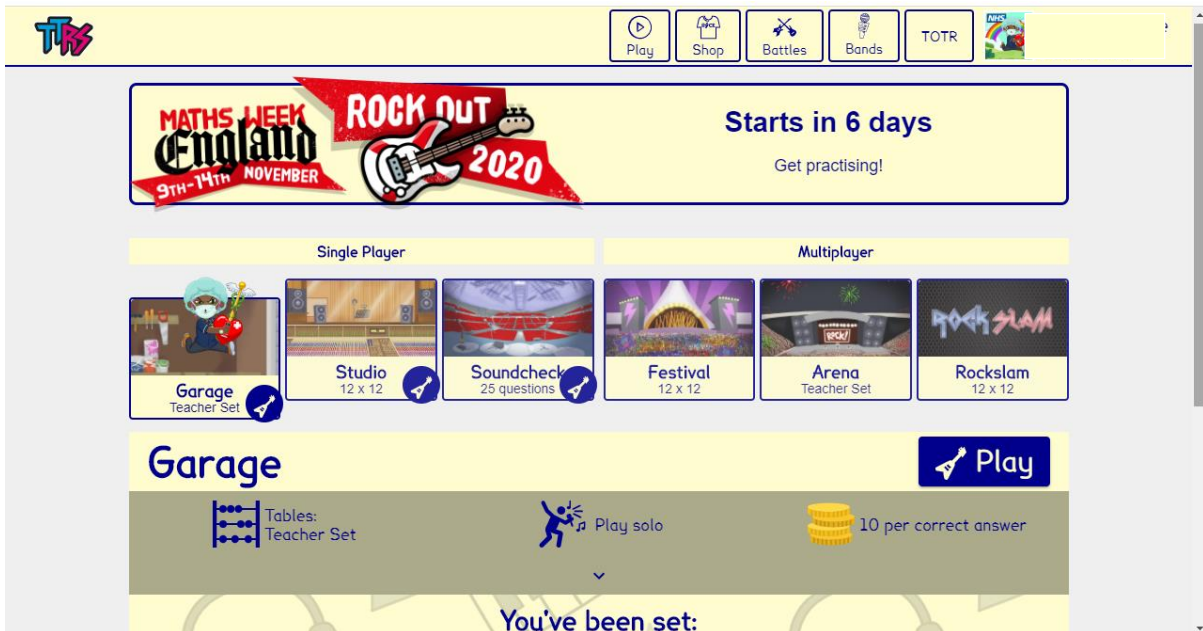 TTRS
Play
Shop
Battles
Bands
TOTR
NHS
MATHS WEEK
England
9TH-14TH NOVEMBER
ROCK OUT
2020
Starts in 6 days
Get practising!
Single Player
Multiplayer
Garage
Teacher Set
Studio
12 x 12
Soundcheck
25 questions
Festival
12 x 12
ROCK!
Arena
Teacher Set
ROCK SLAM
Rockslam
12 x 12
Garage
Play
Tables:
Teacher Set
Play solo
10 per correct answer
You've been set: